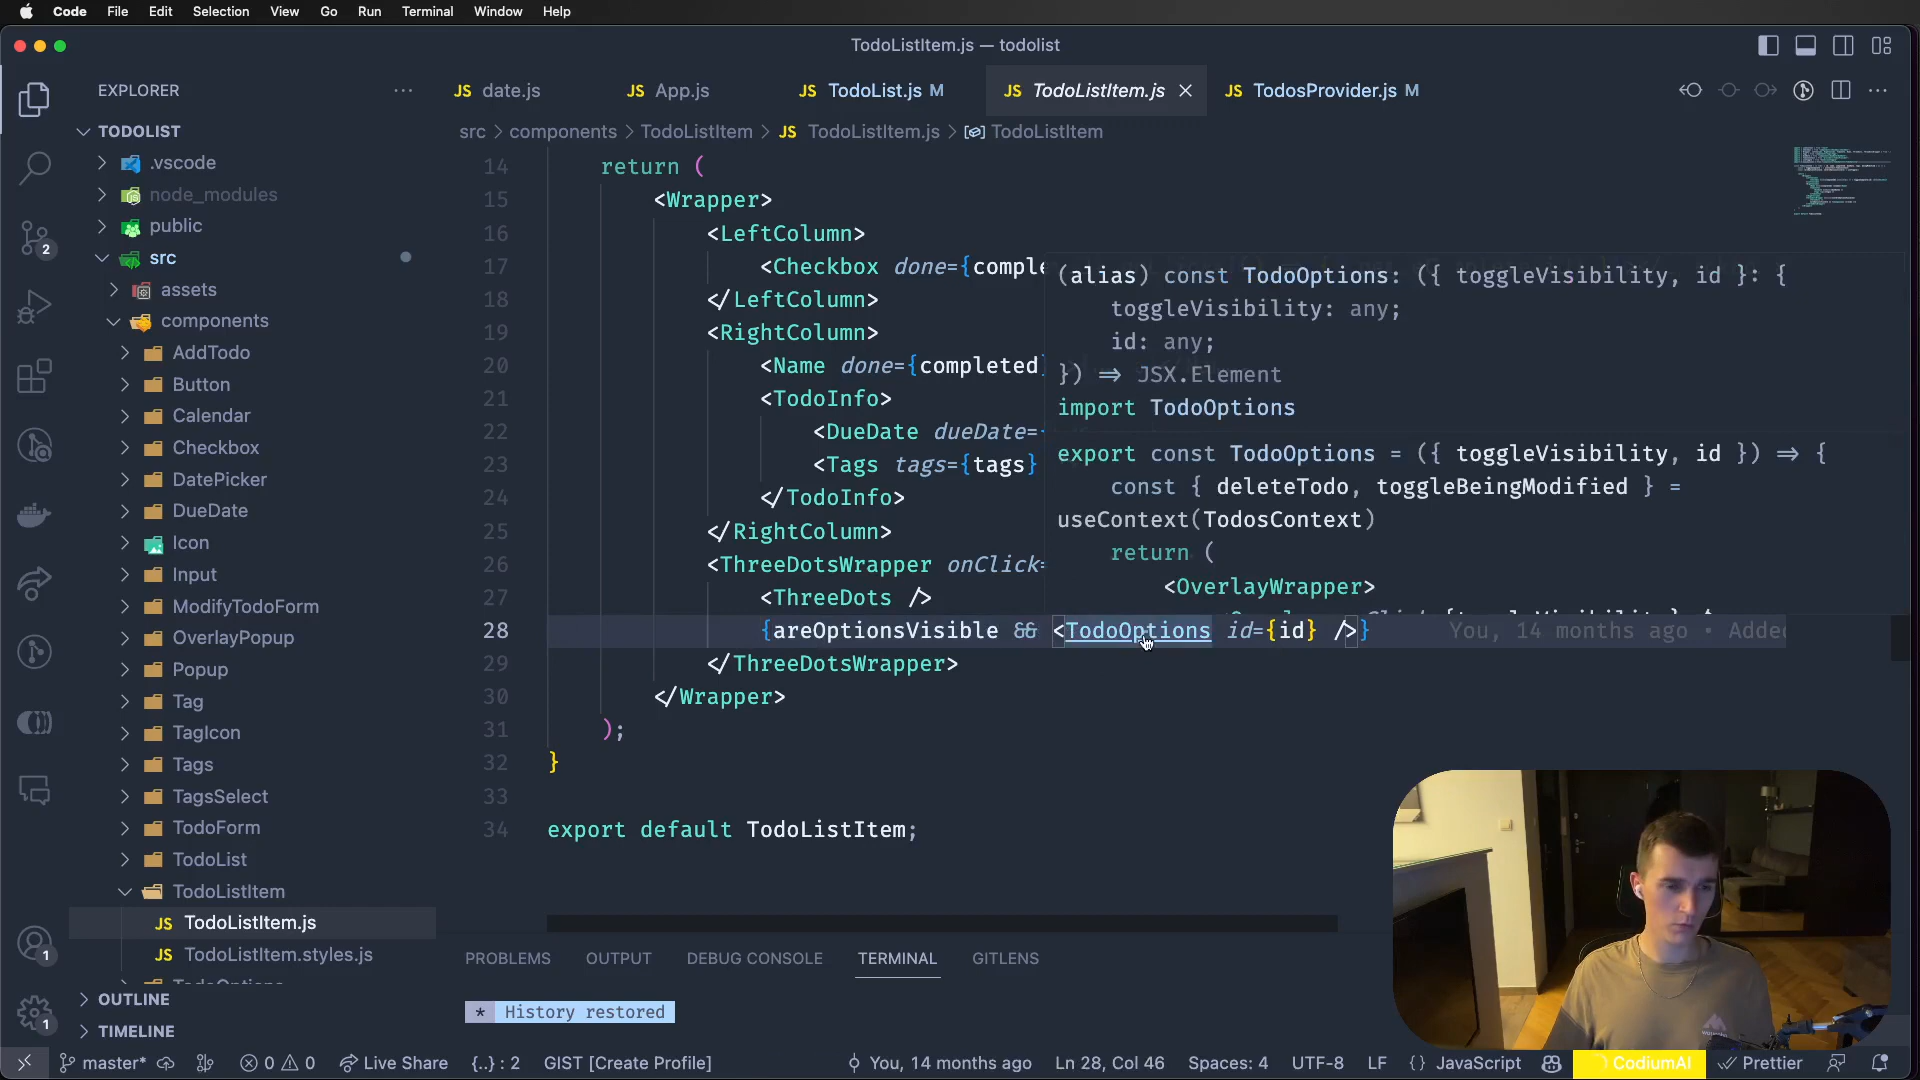 Code File Edit Selection View Go Run Terminal Window Help
TodoListItem.js — todolist
EXPLORER
JS date.js
JS App.js
JS TodoList.js M
JS TodoListItem.js
JS TodosProvider.js M
TODOLIST
src > components > TodoListItem > JS TodoListItem.js > TodoListItem
.vscode
node_modules
public
src
assets
components
AddTodo
Button
Calendar
Checkbox
DatePicker
DueDate
Icon
Input
ModifyTodoForm
OverlayPopup
Popup
Tag
TagIcon
Tags
TagsSelect
TodoForm
TodoList
TodoListItem
JS TodoListItem.js
JS TodoListItem.styles.js
OUTLINE
TIMELINE
2
1
1
14 return (
15 <Wrapper>
16 <LeftColumn>
17 <Checkbox done={comple
18 </LeftColumn>
19 <RightColumn>
20 <Name done={completed}
21 <TodoInfo>
22 <DueDate dueDate={
23 <Tags tags={tags}
24 </TodoInfo>
25 </RightColumn>
26 <ThreeDotsWrapper onClick=
27 <ThreeDots />
28 {areOptionsVisible && <TodoOptions id={id} />} You, 14 months ago • Added
29 </ThreeDotsWrapper>
30 </Wrapper>
31 );
32 }
33
34 export default TodoListItem;
(alias) const TodoOptions: ({ toggleVisibility, id }: {
toggleVisibility: any;
id: any;
}) => JSX.Element
import TodoOptions
export const TodoOptions = ({ toggleVisibility, id }) => {
const { deleteTodo, toggleBeingModified } =
useContext(TodosContext)
return (
<OverlayWrapper>
PROBLEMS OUTPUT DEBUG CONSOLE TERMINAL GITLENS
* History restored
master* 0 0 Live Share {..} : 2 GIST [Create Profile] You, 14 months ago Ln 28, Col 46 Spaces: 4 UTF-8 LF {} JavaScript CodiumAI Prettier